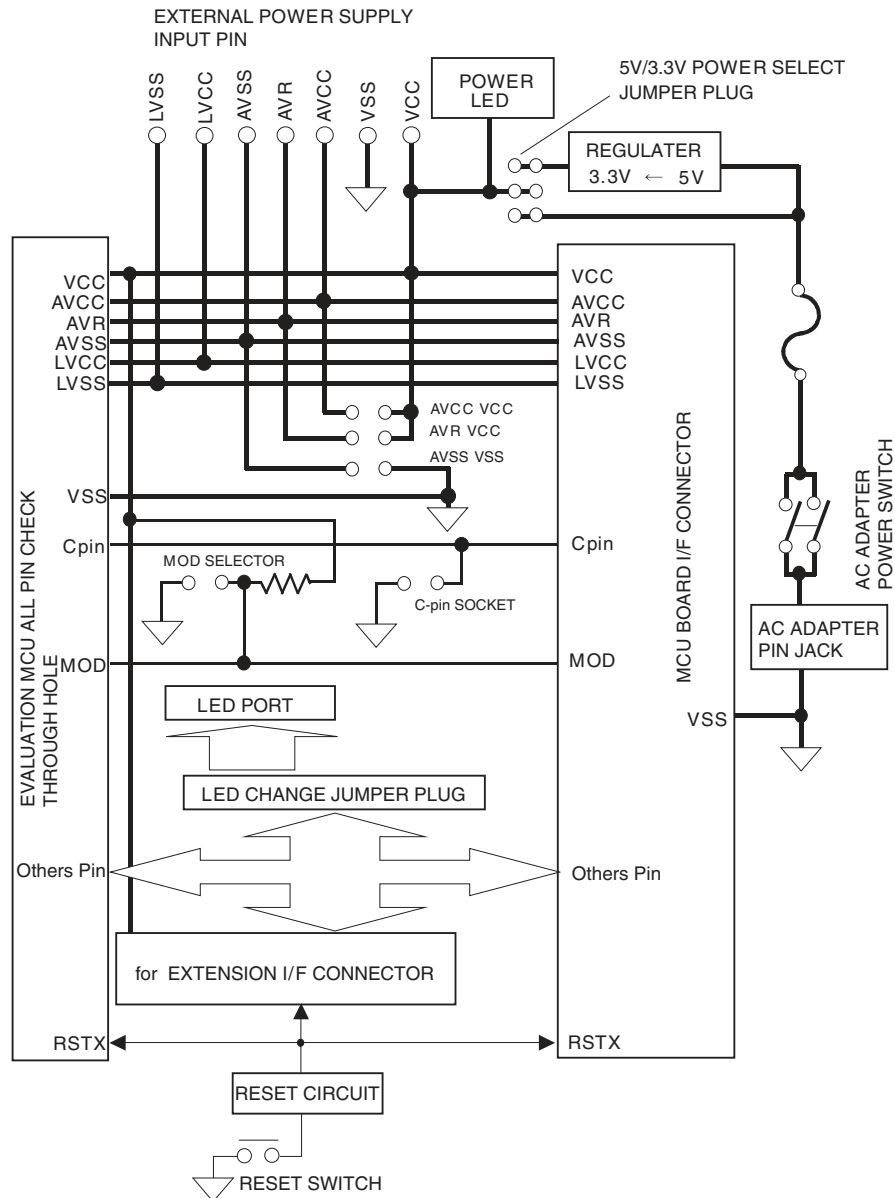 EXTERNAL POWER SUPPLY
INPUT PIN
LVSS
LVCC
AVSS
AVR
AVCC
VSS
VCC
POWER
LED
5V/3.3V POWER SELECT
JUMPER PLUG
REGULATER
3.3V ← 5V
EVALUATION MCU ALL PIN CHECK
THROUGH HOLE
VCC
AVCC
AVR
AVSS
LVCC
LVSS
VSS
Cpin
MOD
Others Pin
RSTX
AVCC VCC
AVR VCC
AVSS VSS
MOD SELECTOR
C-pin SOCKET
LED PORT
LED CHANGE JUMPER PLUG
for EXTENSION I/F CONNECTOR
RESET CIRCUIT
RESET SWITCH
MCU BOARD I/F CONNECTOR
VCC
AVCC
AVR
AVSS
LVCC
LVSS
Cpin
MOD
VSS
Others Pin
RSTX
AC ADAPTER
POWER SWITCH
AC ADAPTER
PIN JACK